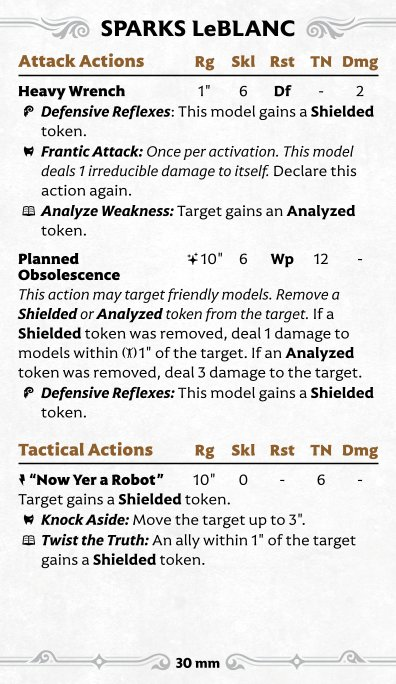 SPARKS LeBLANC
Attack Actions Rg Skl Rst TN Dmg
Heavy Wrench 1" 6 Df - 2
Defensive Reflexes: This model gains a Shielded
token.
Frantic Attack: Once per activation. This model
deals 1 irreducible damage to itself. Declare this
action again.
Analyze Weakness: Target gains an Analyzed
token.
Planned 10" 6 Wp 12 -
Obsolescence
This action may target friendly models. Remove a
Shielded or Analyzed token from the target. If a
Shielded token was removed, deal 1 damage to
models within 1" of the target. If an Analyzed
token was removed, deal 3 damage to the target.
Defensive Reflexes: This model gains a Shielded
token.
Tactical Actions Rg Skl Rst TN Dmg
“Now Yer a Robot” 10" 0 - 6 -
Target gains a Shielded token.
Knock Aside: Move the target up to 3".
Twist the Truth: An ally within 1" of the target
gains a Shielded token.
30 mm